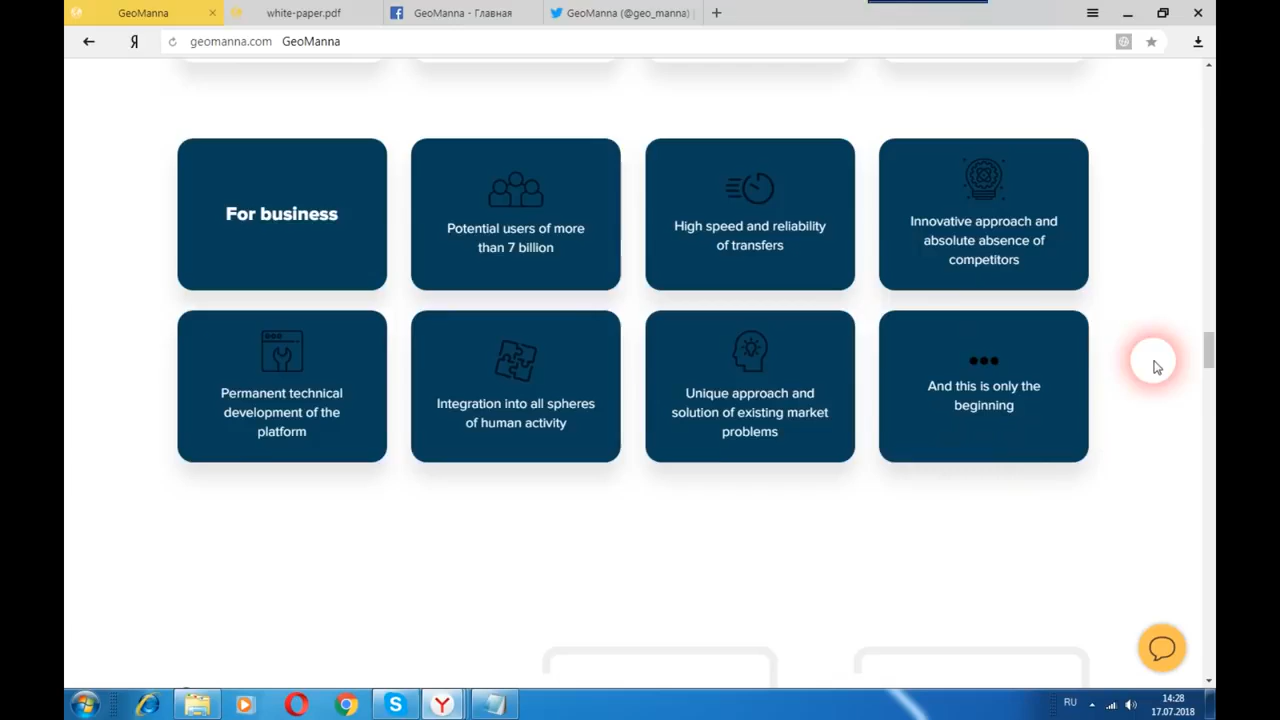 GeoManna
white-paper.pdf
GeoManna - Главная
GeoManna (@geo_manna) |
Я
geomanna.com GeoManna
For business
Potential users of more
than 7 billion
High speed and reliability
of transfers
Innovative approach and
absolute absence of
competitors
Permanent technical
development of the
platform
Integration into all spheres
of human activity
Unique approach and
solution of existing market
problems
And this is only the
beginning
RU
14:28
17.07.2018